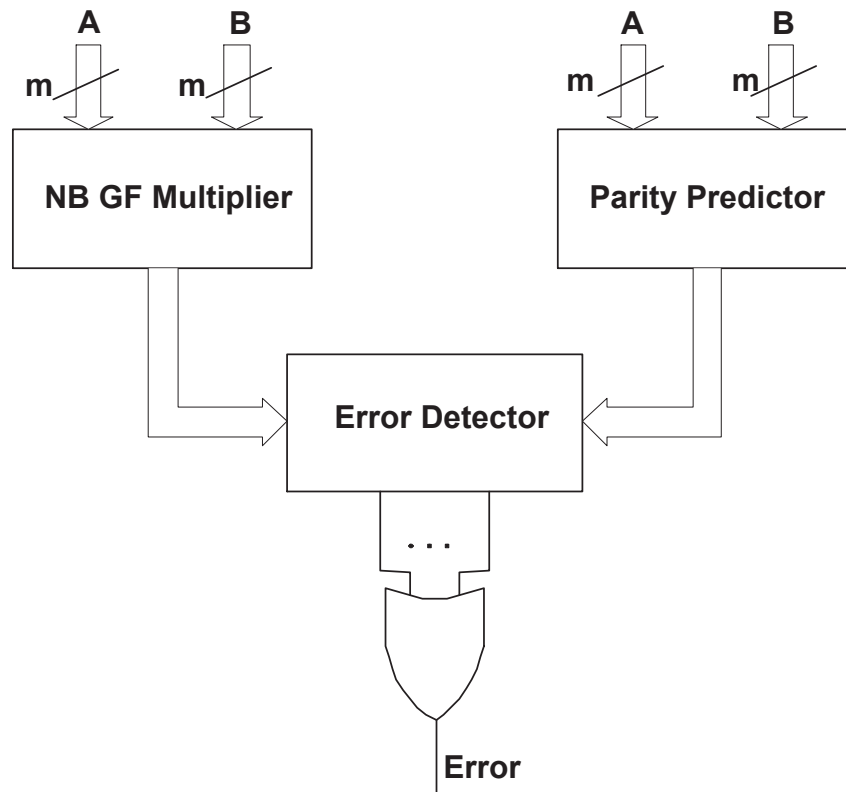 A B A B
m m m m
NB GF Multiplier
Parity Predictor
Error Detector
...
Error